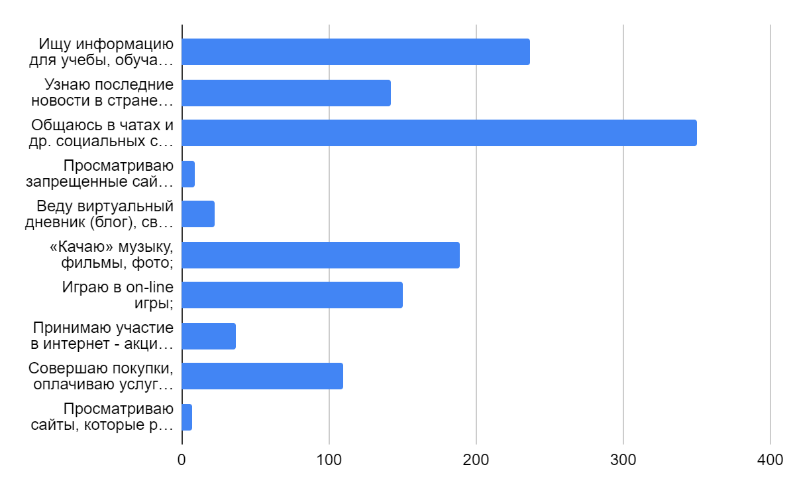 Ищу информацию
для учебы, обуча…
Узнаю последние
новости в стране…
Общаюсь в чатах и
др. социальных с…
Просматриваю
запрещенные сай…
Веду виртуальный
дневник (блог), св…
«Качаю» музыку,
фильмы, фото;
Играю в on-line
игры;
Принимаю участие
в интернет - акци…
Совершаю покупки,
оплачиваю услуг…
Просматриваю
сайты, которые р…
0 100 200 300 400